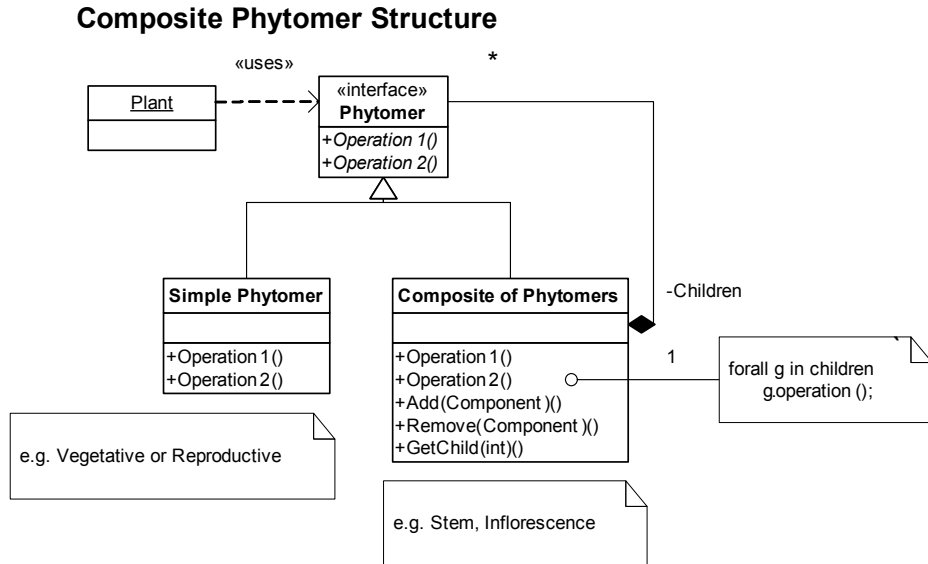 Composite Phytomer Structure
«uses»
*
Plant
«interface»
Phytomer
+Operation 1()
+Operation 2()
Simple Phytomer
+Operation 1()
+Operation 2()
Composite of Phytomers
+Operation 1()
+Operation 2()
+Add(Component)()
+Remove(Component)()
+GetChild(int)()
-Children
1
forall g in children
g.operation ();
e.g. Vegetative or Reproductive
e.g. Stem, Inflorescence